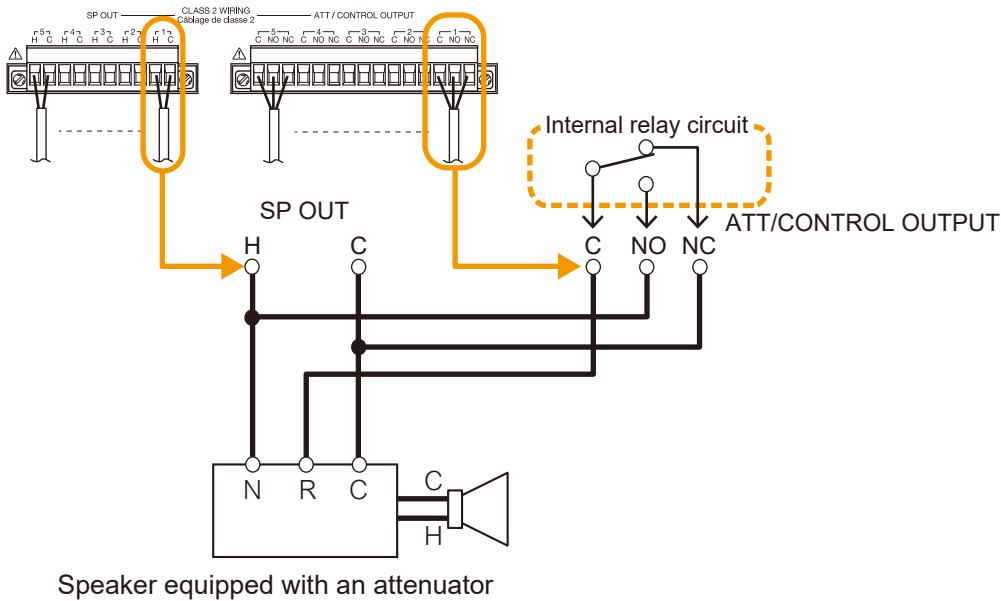 SP OUT CLASS 2 WIRING ATT / CONTROL OUTPUT
Câblage de classe 2
5 4 3 2 1 5 4 3 2 1
H C H C H C H C H C C NO NC C NO NC C NO NC C NO NC C NO NC
Internal relay circuit
SP OUT
ATT/CONTROL OUTPUT
H C C NO NC
N R C
C
H
Speaker equipped with an attenuator